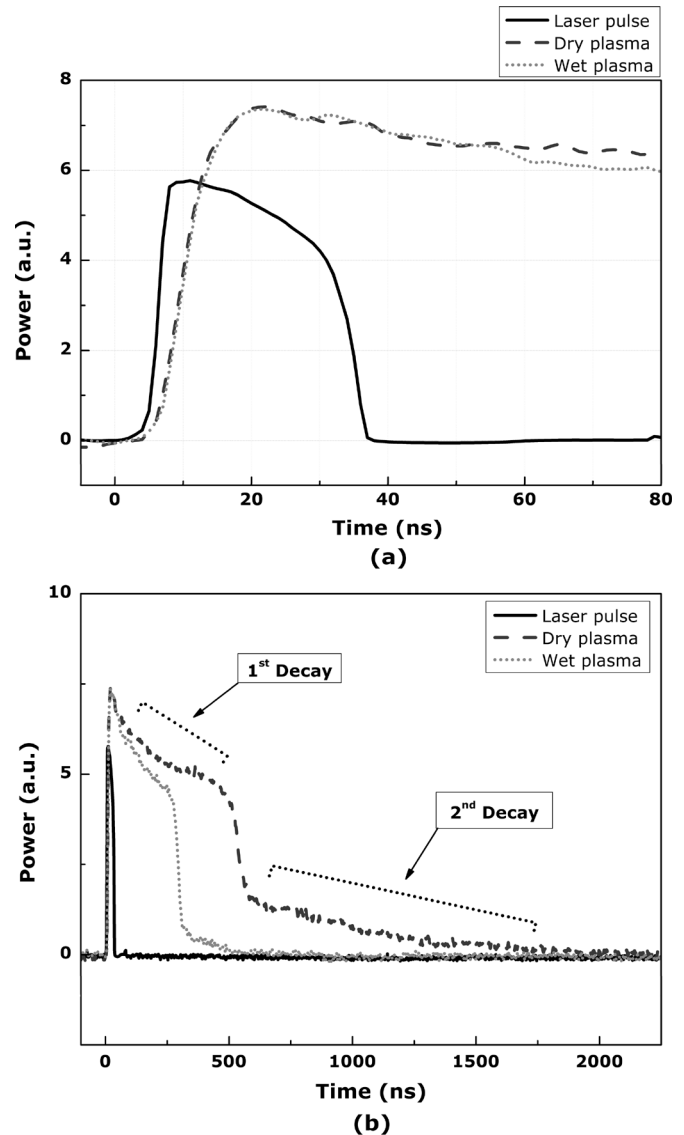 Laser pulse
Dry plasma
Wet plasma
8
6
4
2
0
Power (a.u.)
0 20 40 60 80
Time (ns)
(a)
10
5
0
Power (a.u.)
Laser pulse
Dry plasma
Wet plasma
1st Decay
2nd Decay
0 500 1000 1500 2000
Time (ns)
(b)